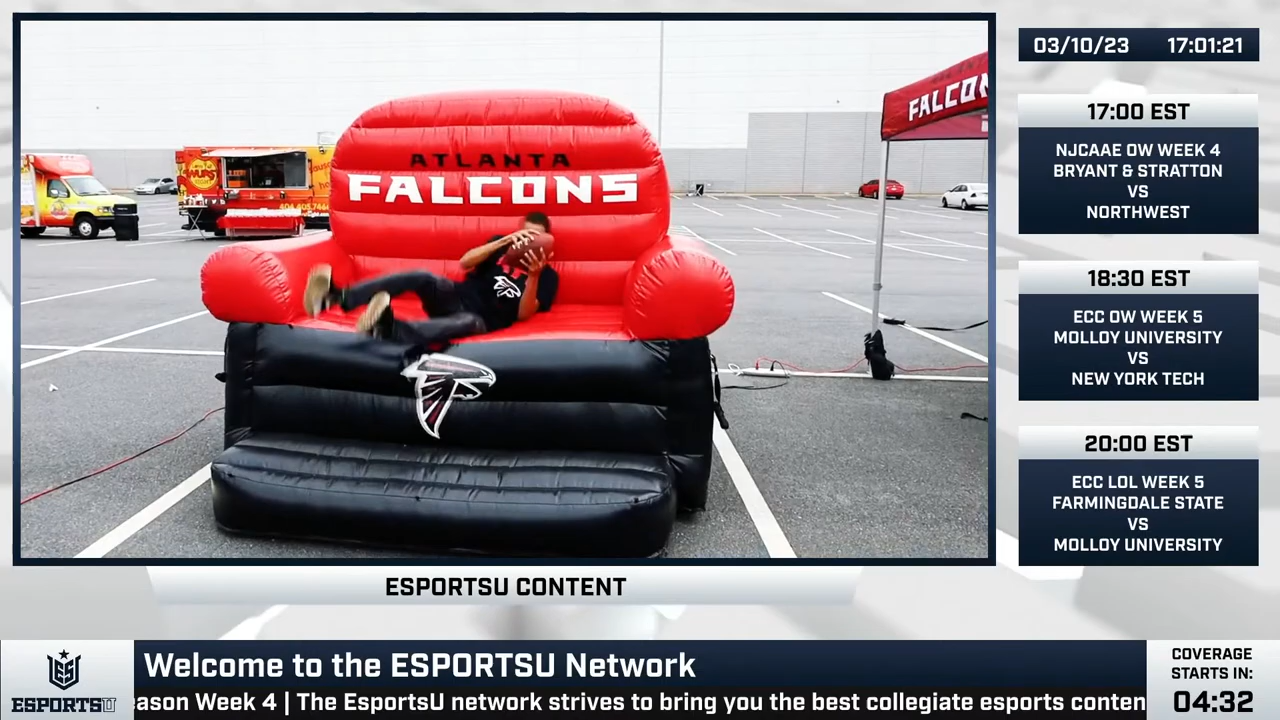 ATLANTA
FALCONS
FALCON
03/10/23 17:01:21
17:00 EST
NJCAAE OW WEEK 4
BRYANT & STRATTON
VS
NORTHWEST
18:30 EST
ECC OW WEEK 5
MOLLOY UNIVERSITY
VS
NEW YORK TECH
20:00 EST
ECC LOL WEEK 5
FARMINGDALE STATE
VS
MOLLOY UNIVERSITY
ESPORTSU CONTENT
ESPORTSU
Welcome to the ESPORTSU Network
eason Week 4 | The EsportsU network strives to bring you the best collegiate esports conten
COVERAGE
STARTS IN:
04:32